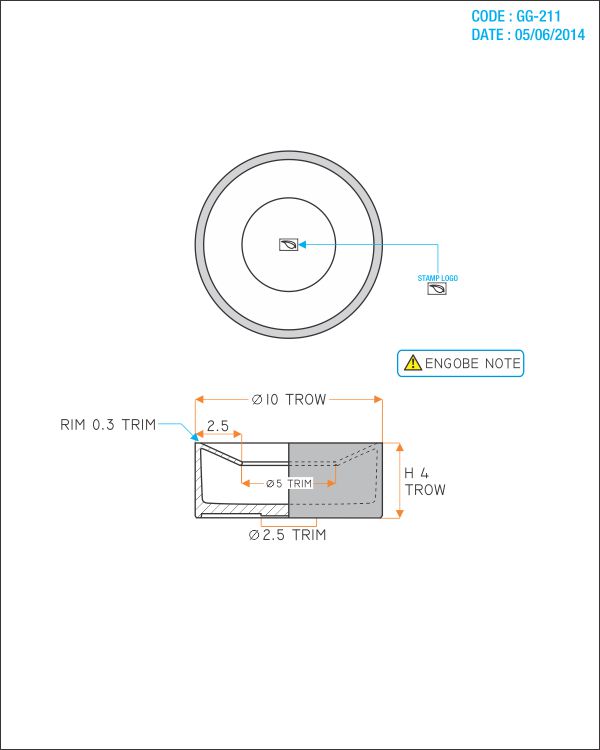 CODE : GG-211
DATE : 05/06/2014
STAMP LOGO
ENGOBE NOTE
Ø10 TROW
RIM 0.3 TRIM
2.5
Ø5 TRIM
H 4
TROW
Ø2.5 TRIM